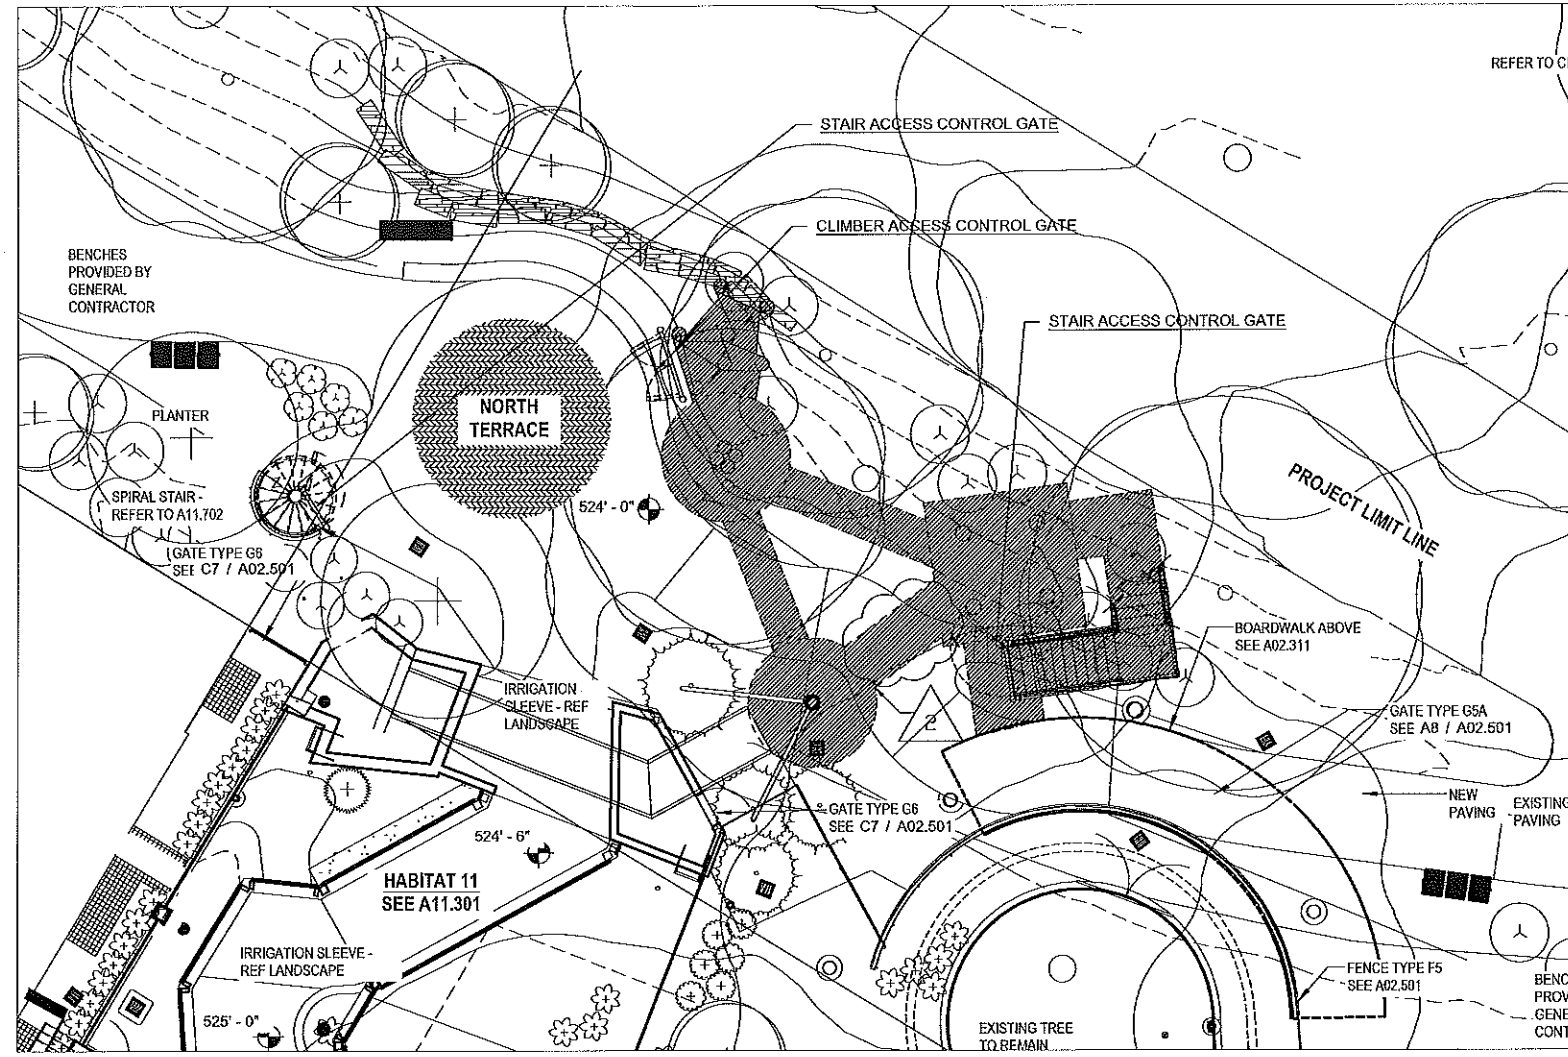 REFER TO
STAIR ACCESS CONTROL GATE
CLIMBER ACCESS CONTROL GATE
BENCHES
PROVIDED BY
GENERAL
CONTRACTOR
STAIR ACCESS CONTROL GATE
PLANTER
NORTH
TERRACE
SPIRAL STAIR -
REFER TO A11.702
524' - 0"
PROJECT LIMIT LINE
GATE TYPE G6
SEE C7 / A02.501
BOARDWALK ABOVE
SEE A02.311
IRRIGATION
SLEEVE - REF
LANDSCAPE
2
GATE TYPE G5A
SEE A8 / A02.501
GATE TYPE G6
SEE C7 / A02.501
NEW
PAVING
EXISTING
PAVING
524' - 6"
HABITAT 11
SEE A11.301
IRRIGATION SLEEVE -
REF LANDSCAPE
FENCE TYPE F5
SEE A02.501
525' - 0"
EXISTING TREE
TO REMAIN
BENC
PROV
GENE
CONT